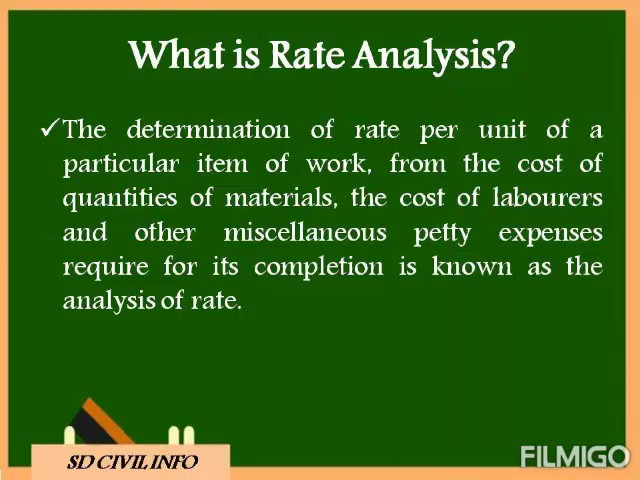 What is Rate Analysis?
✓The determination of rate per unit of a
particular item of work, from the cost of
quantities of materials, the cost of labourers
and other miscellaneous petty expenses
require for its completion is known as the
analysis of rate.
SD CIVIL INFO
FILMIGO